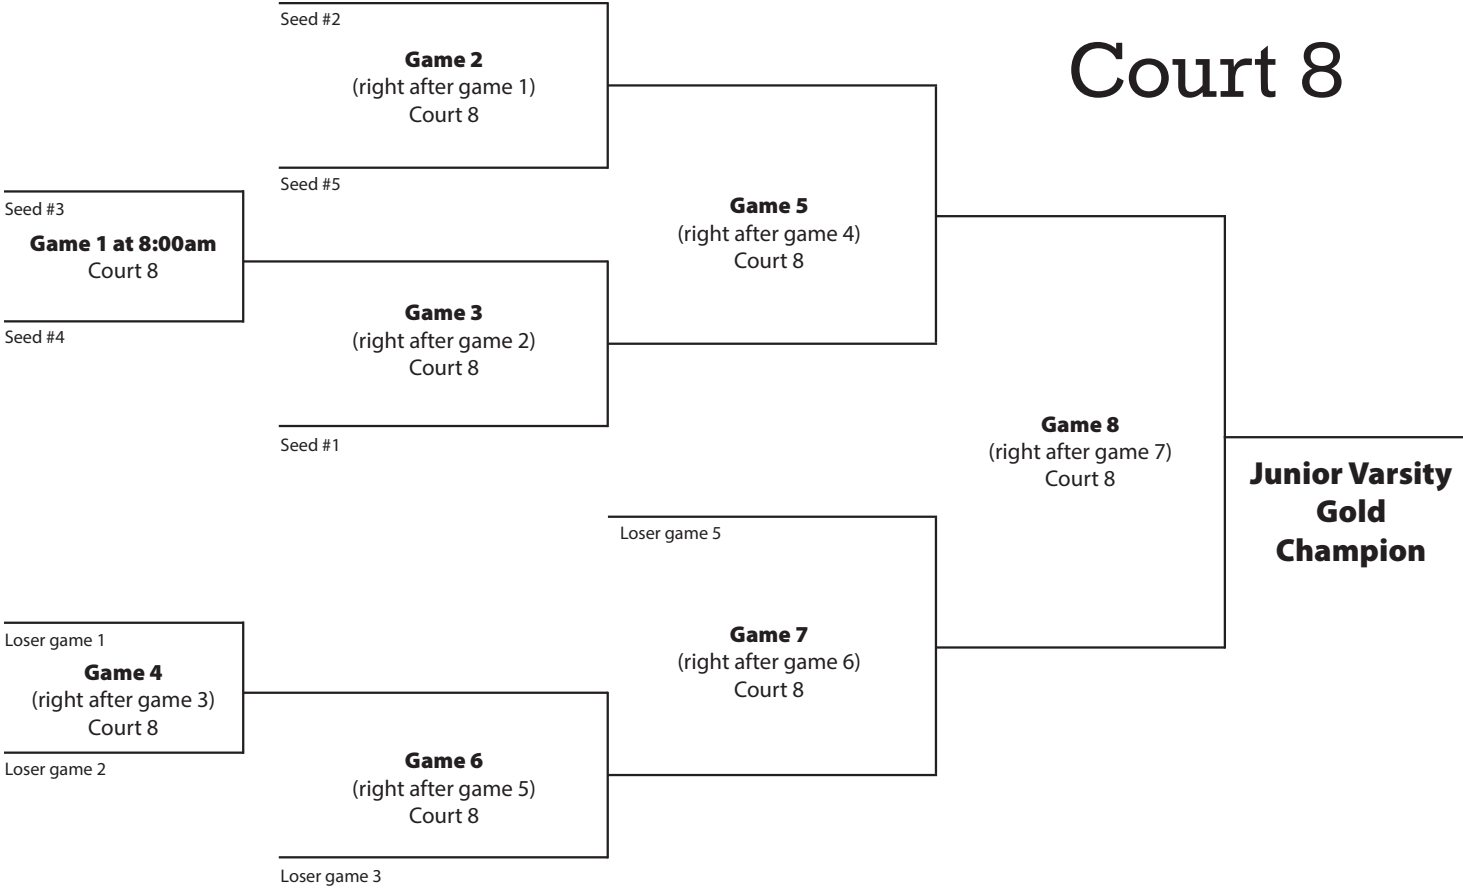 Court 8
Seed #2
Game 2
(right after game 1)
Court 8
Seed #5
Seed #3
Game 1 at 8:00am
Court 8
Seed #4
Game 5
(right after game 4)
Court 8
Game 3
(right after game 2)
Court 8
Seed #1
Game 8
(right after game 7)
Court 8
Junior Varsity
Gold
Champion
Loser game 5
Game 7
(right after game 6)
Court 8
Loser game 1
Game 4
(right after game 3)
Court 8
Loser game 2
Game 6
(right after game 5)
Court 8
Loser game 3